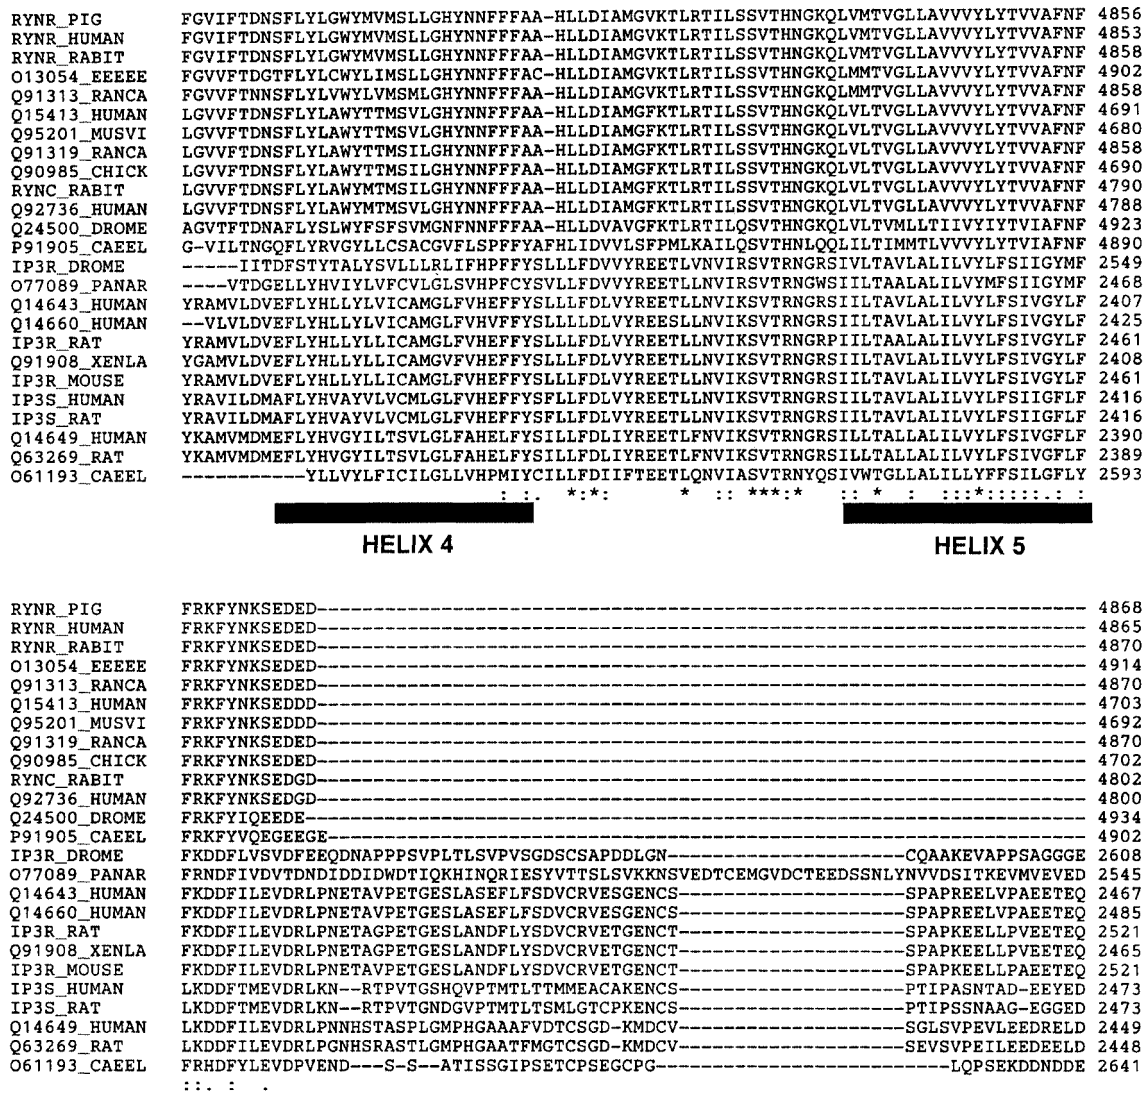 RYNR_PIG FGVIFTDNSFLYLGWYMVMSLLGHYNNFFFAA-HLLDIAMGVKTLRTILSSVTHNGKQLVMTVGLLAVVVYLYTVVAFNF 4856
RYNR_HUMAN FGVIFTDNSFLYLGWYMVMSLLGHYNNFFFAA-HLLDIAMGVKTLRTILSSVTHNGKQLVMTVGLLAVVVYLYTVVAFNF 4853
RYNR_RABIT FGVIFTDNSFLYLGWYMVMSLLGHYNNFFFAA-HLLDIAMGVKTLRTILSSVTHNGKQLVMTVGLLAVVVYLYTVVAFNF 4858
O13054_EEEEE FGVVFTDGTFLYLCWYLIMSLLGHYNNFFFAC-HLLDIAMGVKTLRTILSSVTHNGKQLMMTVGLLAVVVYLYTVVAFNF 4902
Q91313_RANCA FGVVFTNNSFLYLVWYLVMSMLGHYNNFFFAA-HLLDIAMGFKTLRTILSSVTHNGKQLMMTVGLLAVVVYLYTVVAFNF 4858
Q15413_HUMAN LGVVFTDNSFLYLAWYTTMSVLGHYNNFFFAA-HLLDIAMGFKTLRTILSSVTHNGKQLVLTVGLLAVVVYLYTVVAFNF 4691
Q95201_MUSVI LGVVFTDNSFLYLAWYTTMSVLGHYNNFFFAA-HLLDIAMGFKTLRTILSSVTHNGKQLVLTVGLLAVVVYLYTVVAFNF 4680
Q91319_RANCA LGVVFTDNSFLYLAWYTTMSILGHYNNFFFAA-HLLDIAMGFKTLRTILSSVTHNGKQLVLTVGLLAVVVYLYTVVAFNF 4858
Q90985_CHICK LGVVFTDNSFLYLAWYTTMSILGHYNNFFFAA-HLLDIAMGFKTLRTILSSVTHNGKQLVLTVGLLAVVVYLYTVVAFNF 4690
RYNC_RABIT LGVVFTDNSFLYLAWYMTMSILGHYNNFFFAA-HLLDIAMGFKTLRTILSSVTHNGKQLVLTVGLLAVVVYLYTVVAFNF 4790
Q92736_HUMAN LGVVFTDNSFLYLAWYMTMSVLGHYNNFFFAA-HLLDIAMGFKTLRTILSSVTHNGKQLVLTVGLLAVVVYLYTVVAFNF 4788
Q24500_DROME AGVTFTDNAFLYSLWYFSFSVMGNFNNFFFAA-HLLDVAVGFKTLRTILQSVTHNGKQLVLTVMLLTIIVYIYTVIAFNF 4923
P91905_CAEEL G-VILTNGQFLYRVGYLLCSACGVFLSPFFYAFHLIDVVLSFPMLKAILQSVTHNLQQLILTIMMTLVVVYLYTVLAFNF 4890
IP3R_DROME -----IITDFSTYTALYSVLLLRLIFHPFFYSLLLFDVVYREETLVNVIRSVTRNGRSIVLTAVLALILVYLFSIIGYMF 2549
O77089_PANAR ----VTDGELLYHVIYLVFCVLGLSVHPFCYSVLLFDVVYREETLLNVIRSVTRNGWSIILTAALALILVYMFSIIGYMF 2468
Q14643_HUMAN YRAMVLDVEFLYHLLYLVICAMGLFVHEFFYSLLLFDLVYREETLLNVIKSVTRNGRSIILTAVLALILVYLFSIVGYLF 2407
Q14660_HUMAN --VLVLDVEFLYHLLYLVICAMGLFVHVFFYSLLLLDLVYREESLLNVIKSVTRNGRSIILTAVLALILVYLFSIVGYLF 2425
IP3R_RAT YRAMVLDVEFLYHLLYLLICAMGLFVHEFFYSLLLFDLVYREETLLNVIKSVTRNGRPIILTAALALILVYLFSIVGYLF 2461
Q91908_XENLA YGAMVLDVEFLYHLLYLLICAMGVFVHEFFYSLLLFDLVYREETLLNVIKSVTRNGRSIILTAVLALILVYLFSIVGYLF 2408
IP3R_MOUSE YRAMVLDVEFLYHLLYLLICAMGLFVHEFFYSLLLFDLVYREETLLNVIKSVTRNGRSIILTAVLALILVYLFSIVGYLF 2461
IP3S_HUMAN YRAVILDMAFLYHVAYVLVCMLGLFVHEFFYSFLLFDLVYREETLLNVIKSVTRNGRSIILTAVLALILVYLFSIIGFLF 2416
IP3S_RAT YRAVILDMAFLYHVAYVLVCMLGLFVHEFFYSFLLFDLVYREETLLNVIKSVTRNGRSIILTAVLALILVYLFSIIGFLF 2416
Q14649_HUMAN YKAMVMDMEFLYHVGYILTSVLGLFAHELFYSILLFDLIYREETLFNVIKSVTRNGRSILLTALLALILVYLFSIVGFLF 2390
Q63269_RAT YKAMVMDMEFLYHVGYILTSVLGLFAHELFYSILLFDLIYREETLFNVIKSVTRNGRSILLTALLALILVYLFSIVGFLF 2389
O61193_CAEEL -----------YLLVYLFICILGLLVHPMIYCILLFDIIFTEETLQNVIASVTRNYQSIVWTGLLALILLYFFSILGFLY 2593
: :. *:*: * :: ***:* :: * : :::*:::::.: :
HELIX 4 HELIX 5
RYNR_PIG FRKFYNKSEDED-------------------------------------------------------------------- 4868
RYNR_HUMAN FRKFYNKSEDED-------------------------------------------------------------------- 4865
RYNR_RABIT FRKFYNKSEDED-------------------------------------------------------------------- 4870
O13054_EEEEE FRKFYNKSEDED-------------------------------------------------------------------- 4914
Q91313_RANCA FRKFYNKSEDED-------------------------------------------------------------------- 4870
Q15413_HUMAN FRKFYNKSEDDD-------------------------------------------------------------------- 4703
Q95201_MUSVI FRKFYNKSEDDD-------------------------------------------------------------------- 4692
Q91319_RANCA FRKFYNKSEDED-------------------------------------------------------------------- 4870
Q90985_CHICK FRKFYNKSEDED-------------------------------------------------------------------- 4702
RYNC_RABIT FRKFYNKSEDGD-------------------------------------------------------------------- 4802
Q92736_HUMAN FRKFYNKSEDGD-------------------------------------------------------------------- 4800
Q24500_DROME FRKFYIQEEDE--------------------------------------------------------------------- 4934
P91905_CAEEL FRKFYVQEGEEGE------------------------------------------------------------------- 4902
IP3R_DROME FKDDFLVSVDFEEQDNAPPPSVPLTLSVPVSGDSCSAPDDLGN---------------------CQAAKEVAPPSAGGGE 2608
O77089_PANAR FRNDFIVDVTDNDIDDIDWDTIQKHINQRIESYVTTSLSVKKNSVEDTCEMGVDCTEEDSSNLYNVVDSITKEVMVEVED 2545
Q14643_HUMAN FKDDFILEVDRLPNETAVPETGESLASEFLFSDVCRVESGENCS--------------------SPAPREELVPAEETEQ 2467
Q14660_HUMAN FKDDFILEVDRLPNETAVPETGESLASEFLFSDVCRVESGENCS--------------------SPAPREELVPAEETEQ 2485
IP3R_RAT FKDDFILEVDRLPNETAGPETGESLANDFLYSDVCRVETGENCT--------------------SPAPKEELLPVEETEQ 2521
Q91908_XENLA FKDDFILEVDRLPNETAGPETGESLANDFLYSDVCRVETGENCT--------------------SPAPKEELLPVEETEQ 2465
IP3R_MOUSE FKDDFILEVDRLPNETAVPETGESLANDFLYSDVCRVETGENCT--------------------SPAPKEELLPAEETEQ 2521
IP3S_HUMAN LKDDFTMEVDRLKN--RTPVTGSHQVPTMTLTTMMEACAKENCS--------------------PTIPASNTAD-EEYED 2473
IP3S_RAT LKDDFTMEVDRLKN--RTPVTGNDGVPTMTLTSMLGTCPKENCS--------------------PTIPSSNAAG-EGGED 2473
Q14649_HUMAN LKDDFILEVDRLPNNHSTASPLGMPHGAAAFVDTCSGD-KMDCV--------------------SGLSVPEVLEEDRELD 2449
Q63269_RAT LKDDFILEVDRLPGNHSRASTLGMPHGAATFMGTCSGD-KMDCV--------------------SEVSVPEILEEDEELD 2448
O61193_CAEEL FRHDFYLEVDPVEND---S-S--ATISSGIPSETCPSEGCPG--------------------------LQPSEKDDNDDE 2641
::. : .